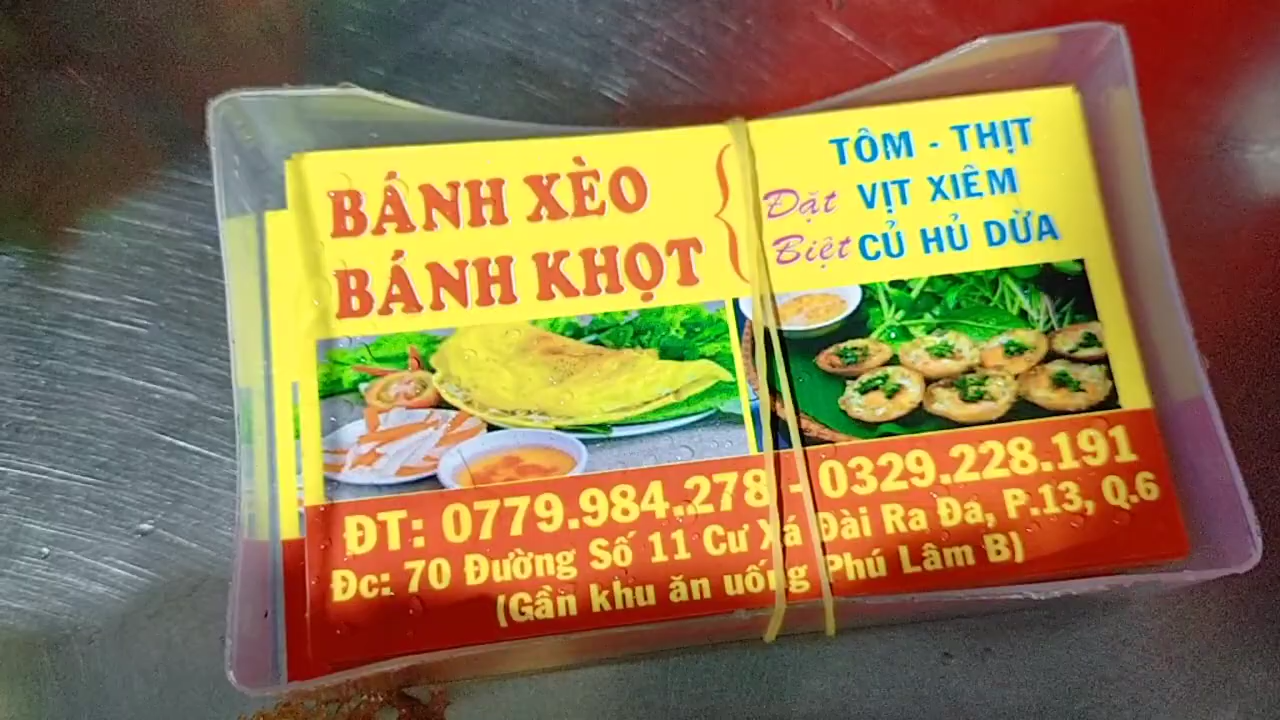 BÁNH XÈO
BÁNH KHỌT
Đặt Biệt
TÔM - THỊT
VỊT XIÊM
CỦ HỦ DỪA
ĐT: 0779.984.278 - 0329.228.191
Đc: 70 Đường Số 11 Cư Xá Đài Ra Đa, P.13, Q.6
(Gần khu ăn uống Phú Lâm B)